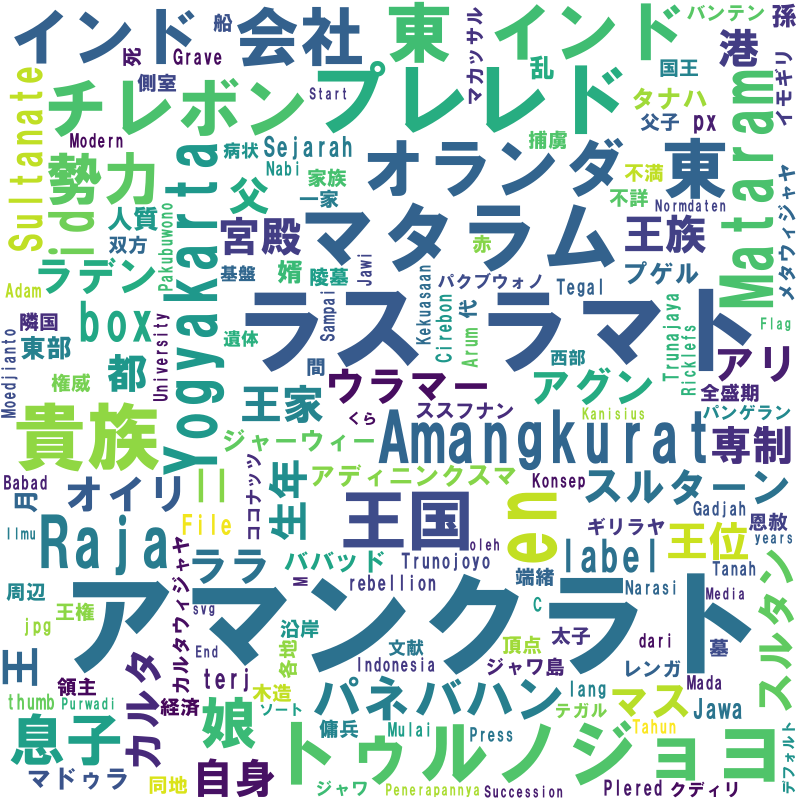 インド
船
会社
東
インド
バンテン
孫
死
Grave
側室
Start
マカッサル
乱
国王
港
タナハ
イモギリ
チレボン
プレレド
父子
px
Mataram
Sultanate
Modern
Yogyakarta
病状
Sejarah
Nabi
家族
オランダ
捕虜
不満
東
勢力
id
人質
父
一家
不詳
Normdaten
双方
Pakubuwono
宮殿
マタラム
赤
王族
メタウィジャヤ
ラデン
基盤
婿
陵墓
Jawi
Sampai
Kekuasaan
パクブウォノ
Tegal
プゲル
Adam
box
ラスララマト
代
Cirebon
Arum
Trunajaya
Ricklefs
Flag
隣国
東部
University
都
遺体
間
西部
アリ
Moedjianto
権威
ウラマー
アグン
全盛期
貴族
王家
くら
ススフナン
Kanisius
パンゲラン
ジャーウィー
Amangkurat
専制
Babad
月
オイリ
II
ココナッツ
生年
アディニンクスマ
Konsep
スルターン
Gadjah
恩赦
Ilmu
Raja
File
王国
oleh
en
ギリラヤ
王位
years
周辺
カルタウィジャヤ
ララ
ババッド
Trunojoyo
label
Tanah
M
rebellion
端緒
jpg
王権
svg
アマンクラト
C
Narasi
Media
スルタン
王
カルタ
End
沿岸
各地
文献
頂点
太子
dari
墓
領主
terj
Indonesia
ジャワ島
レンガ
Mada
thumb
Purwadi
経済
木造
ソート
パネバハン
lang
テガル
マス
Jawa
息子
娘
傭兵
Mulai
Press
Tahun
デフォルト
マドゥラ
同地
自身
トゥルノジョヨ
ジャワ
Penerapannya
Succession
Plered
クディリ